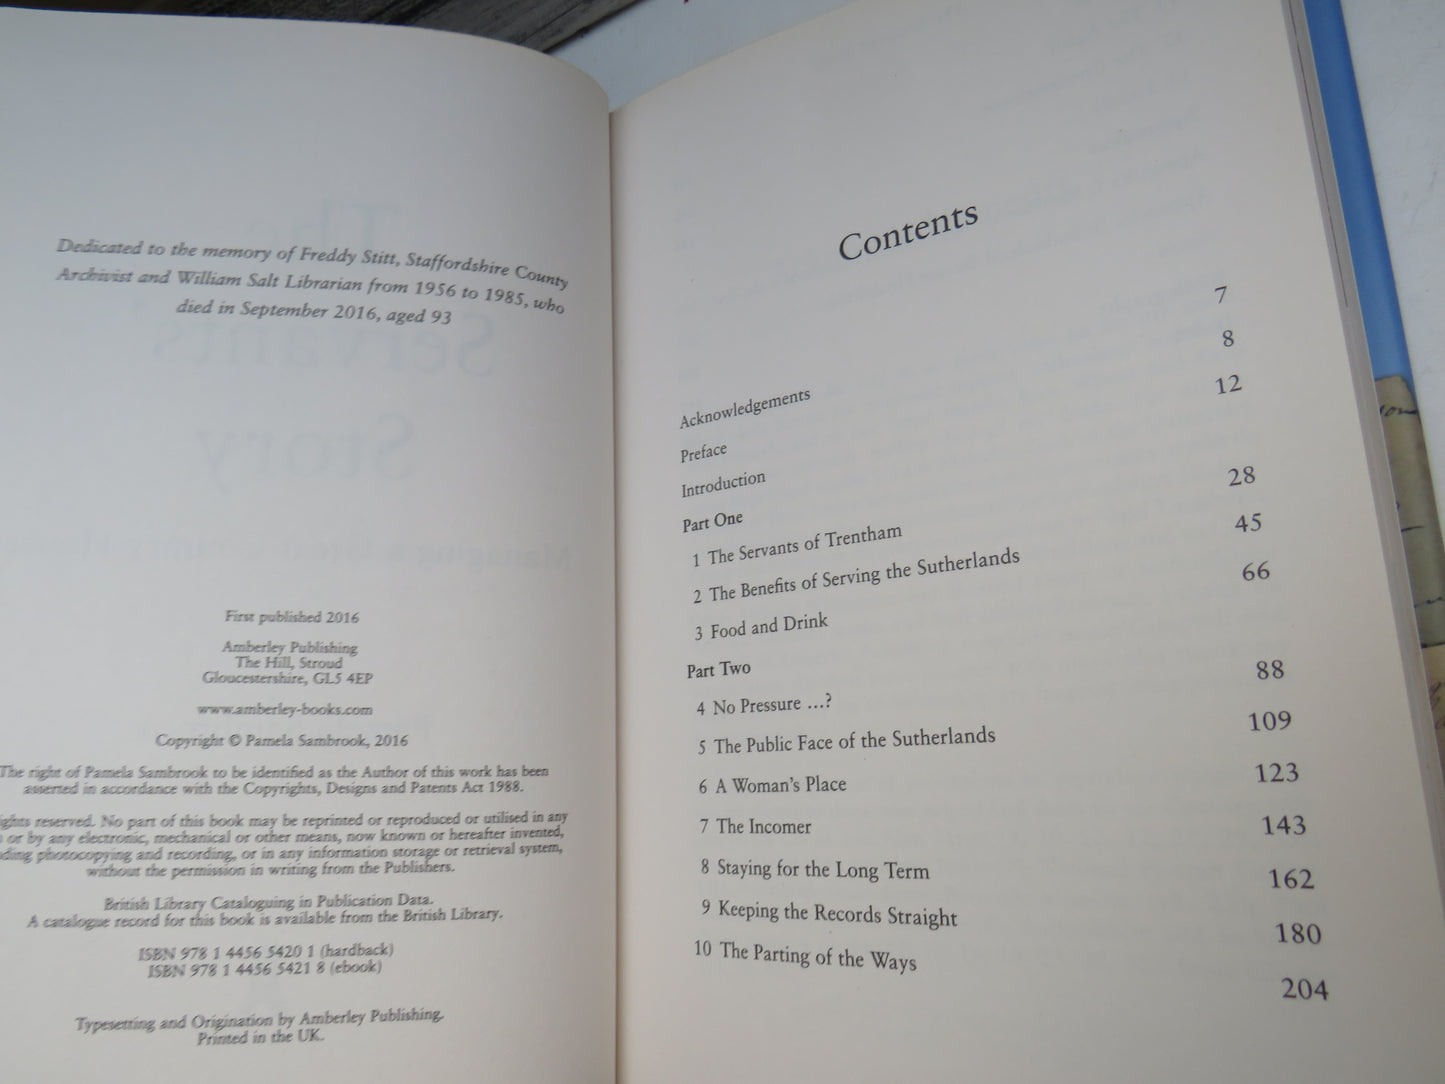 Dedicated to the memory of Freddy Stitt, Staffordshire County
Archivist and William Salt Librarian from 1956 to 1985, who
died in September 2016, aged 93
Servants'
Story
First published 2016
Amberley Publishing
The Hill, Stroud
Gloucestershire, GL5 4EP
www.amberley-books.com
Copyright © Pamela Sambrook, 2016
The right of Pamela Sambrook to be identified as the Author of this work has been
asserted in accordance with the Copyrights, Designs and Patents Act 1988.
ights reserved. No part of this book may be reprinted or reproduced or utilised in any
or by any electronic, mechanical or other means, now known or hereafter invented,
ding photocopying and recording, or in any information storage or retrieval system,
without the permission in writing from the Publishers.
British Library Cataloguing in Publication Data.
A catalogue record for this book is available from the British Library.
ISBN 978 1 4456 5420 1 (hardback)
ISBN 978 1 4456 5421 8 (ebook)
Typesetting and Origination by Amberley Publishing.
Printed in the UK.
Contents
Acknowledgements 7
Preface 8
Introduction 12
Part One
1 The Servants of Trentham 28
2 The Benefits of Serving the Sutherlands 45
3 Food and Drink 66
Part Two
4 No Pressure ...? 88
5 The Public Face of the Sutherlands 109
6 A Woman's Place 123
7 The Incomer 143
8 Staying for the Long Term 162
9 Keeping the Records Straight 180
10 The Parting of the Ways 204